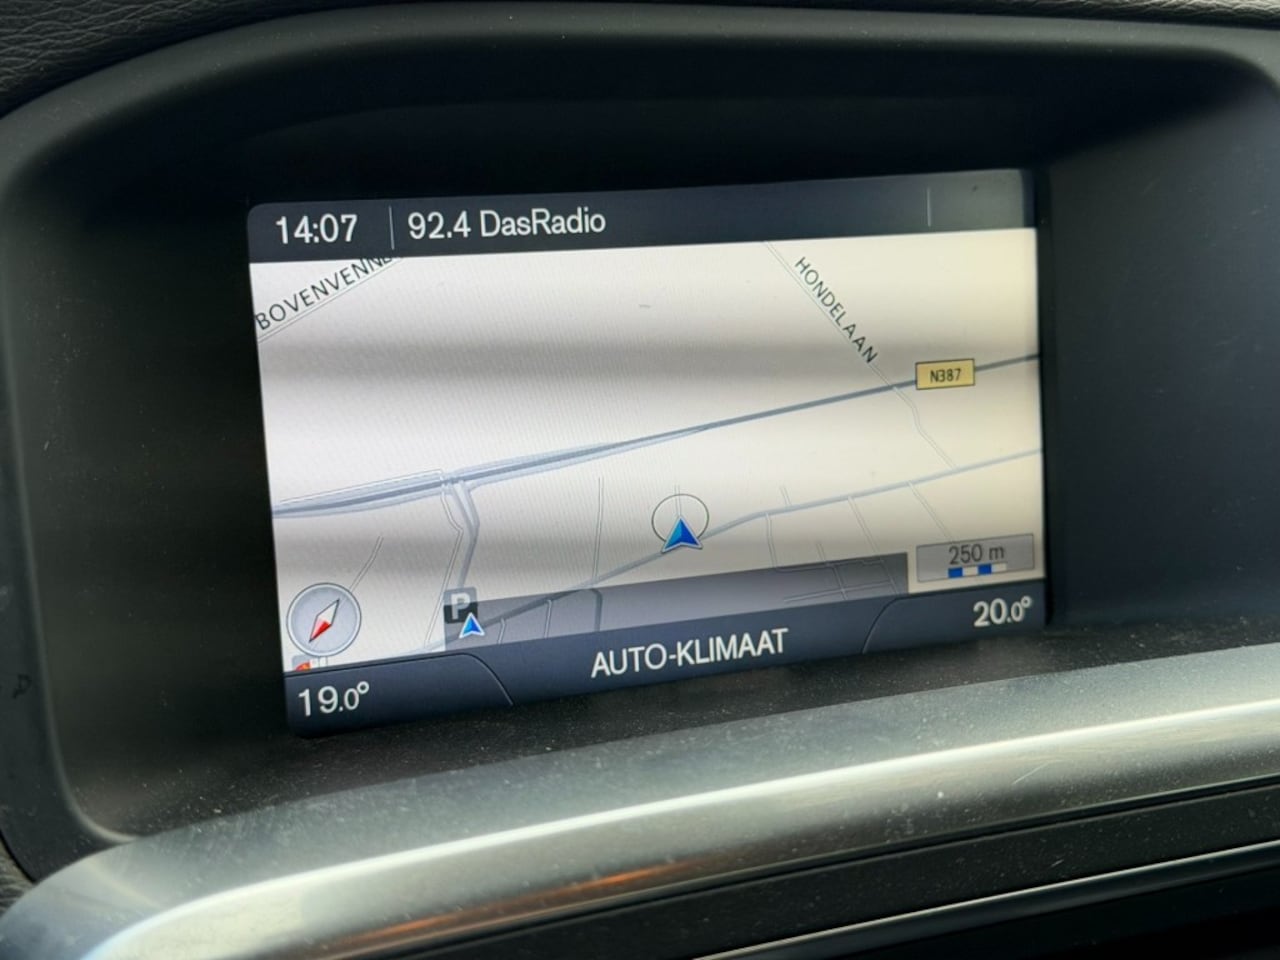 14:07
92.4 DasRadio
BOVENVENNE
HONDELAAN
N387
250 m
P
20.0°
AUTO-KLIMAAT
19.0°